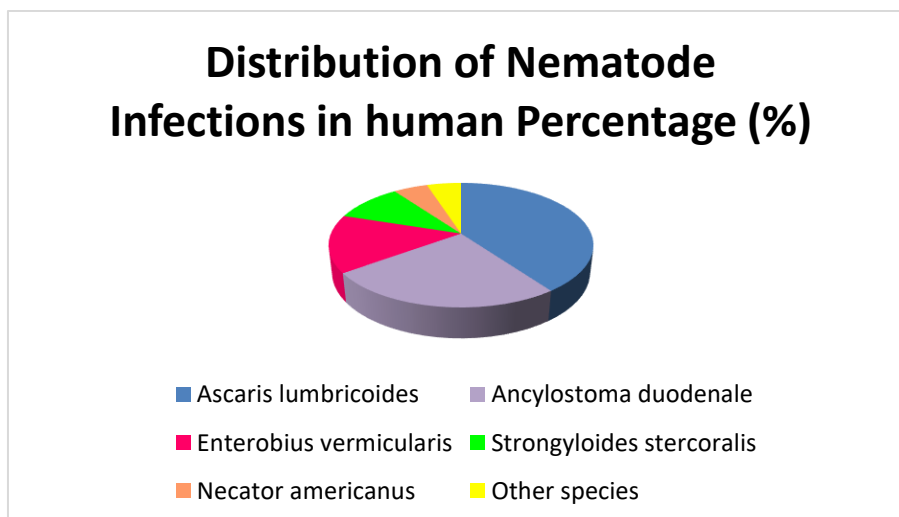 Distribution of Nematode
Infections in human Percentage (%)
Ascaris lumbricoides Ancylostoma duodenale
Enterobius vermicularis Strongyloides stercoralis
Necator americanus Other species